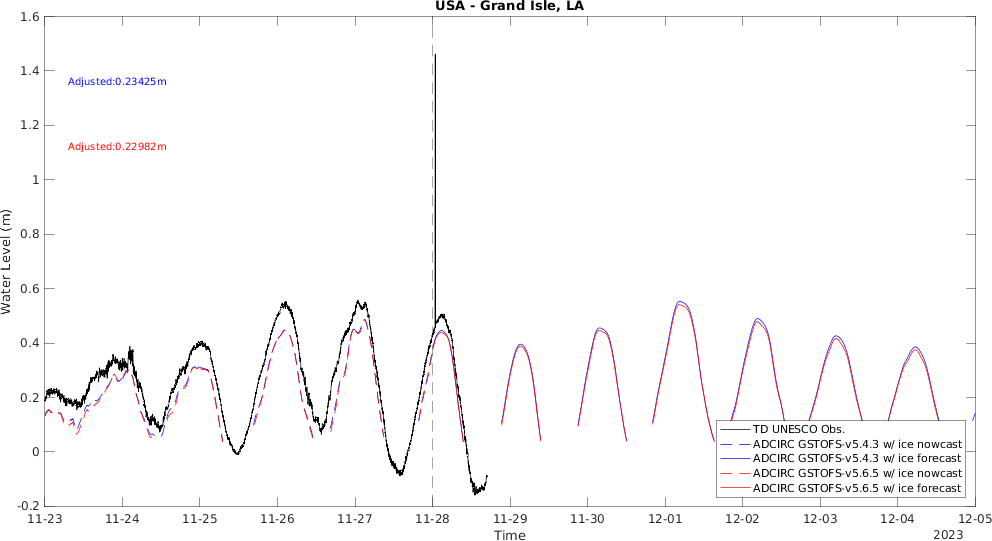 USA - Grand Isle, LA
1.6
1.4
1.2
1
0.8
0.6
0.4
0.2
0
-0.2
Water Level (m)
Adjusted:0.23425m
Adjusted:0.22982m
TD UNESCO Obs.
ADCIRC GSTOFS-v5.4.3 w/ ice nowcast
ADCIRC GSTOFS-v5.4.3 w/ ice forecast
ADCIRC GSTOFS-v5.6.5 w/ ice nowcast
ADCIRC GSTOFS-v5.6.5 w/ ice forecast
11-23 11-24 11-25 11-26 11-27 11-28 11-29 11-30 12-01 12-02 12-03 12-04 12-05
Time
2023